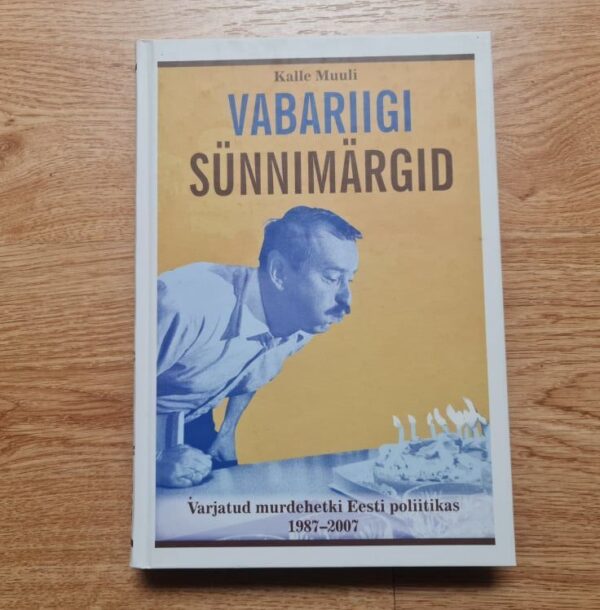 Kalle Muuli
VABARIIGI
SÜNNIMÄRGID
Varjatud murdehetki Eesti poliitikas
1987–2007